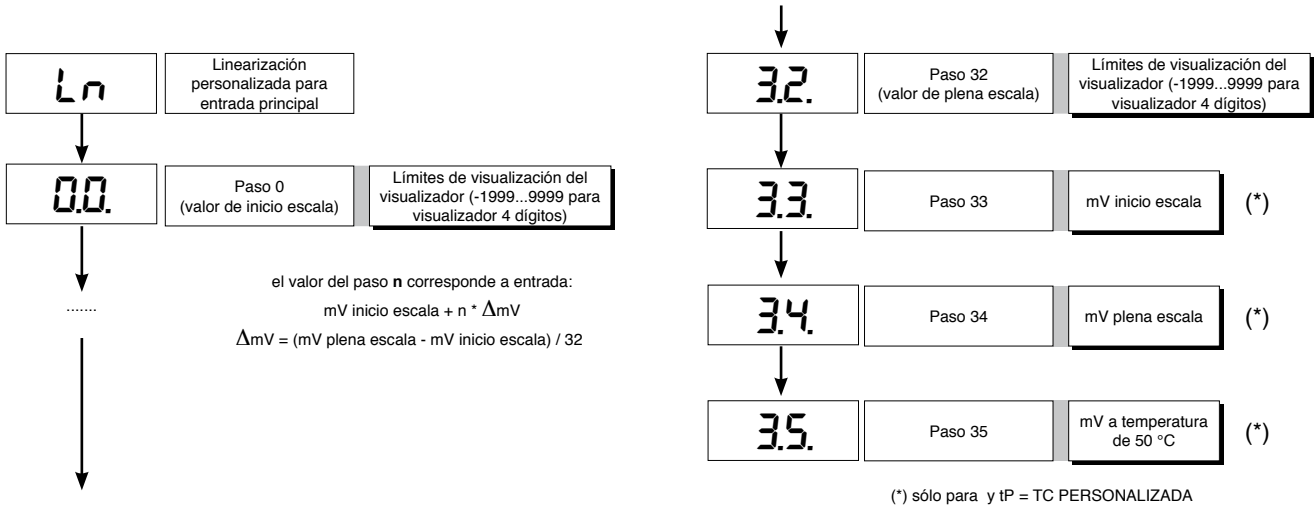 Ln
Linearización
personalizada para
entrada principal
0.0.
Paso 0
(valor de inicio escala)
Límites de visualización del
visualizador (-1999...9999 para
visualizador 4 dígitos)
.......
el valor del paso n corresponde a entrada:
mV inicio escala + n * ΔmV
ΔmV = (mV plena escala - mV inicio escala) / 32
3.2.
Paso 32
(valor de plena escala)
Límites de visualización del
visualizador (-1999...9999 para
visualizador 4 dígitos)
3.3.
Paso 33
mV inicio escala
(*)
3.4.
Paso 34
mV plena escala
(*)
3.5.
Paso 35
mV a temperatura
de 50 °C
(*)
(*) sólo para y tP = TC PERSONALIZADA